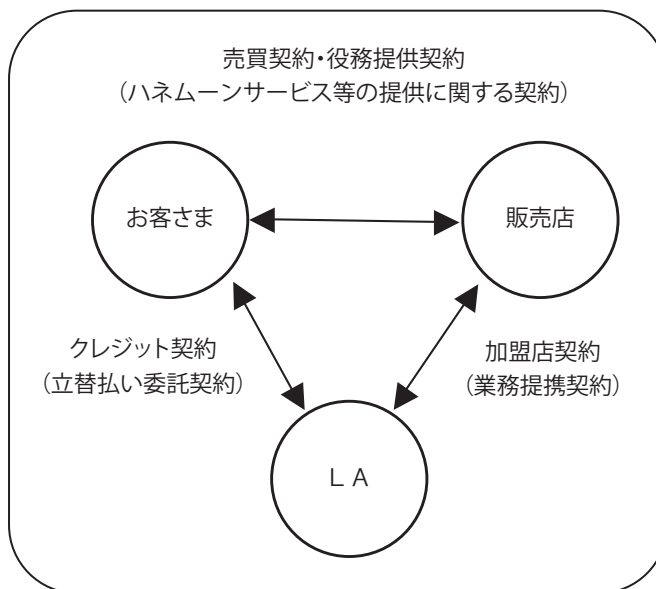 売買契約・役務提供契約
（ハネムーンサービス等の提供に関する契約）
お客さま
販売店
クレジット契約
（立替払い委託契約）
加盟店契約
（業務提携契約）
ＬＡ